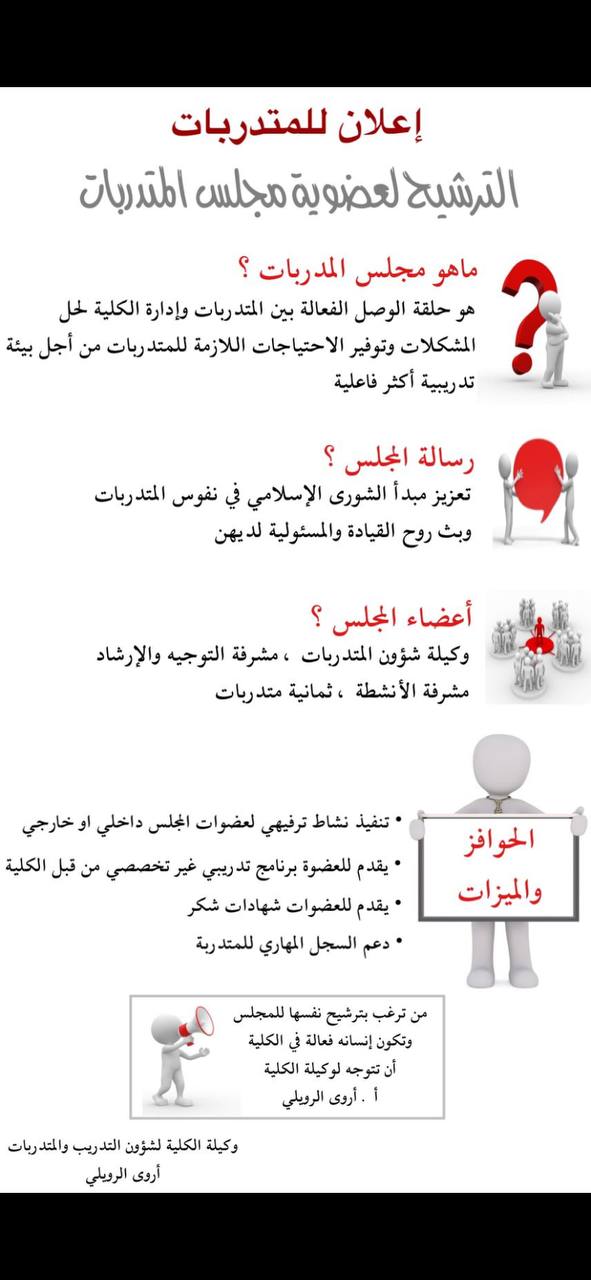 إعلان للمتدربات
الترشيح لعضوية مجلس المتدربات
ماهو مجلس المدربات ؟
هو حلقة الوصل الفعالة بين المتدربات وإدارة الكلية لحل
المشكلات وتوفير الاحتياجات اللازمة للمتدربات من أجل بيئة
تدريبية أكثر فاعلية
رسالة المجلس ؟
تعزيز مبدأ الشورى الإسلامي في نفوس المتدربات
وبث روح القيادة والمسئولية لديهن
أعضاء المجلس ؟
وكيلة شؤون المتدربات ، مشرفة التوجيه والإرشاد
مشرفة الأنشطة ، ثمانية متدربات
الحوافز
والميزات
• تنفيذ نشاط ترفيهي لعضوات المجلس داخلي او خارجي
• يقدم للعضوة برنامج تدريبي غير تخصصي من قبل الكلية
• يقدم للعضوات شهادات شكر
• دعم السجل المهاري للمتدربة
من ترغب بترشيح نفسها للمجلس
وتكون إنسانه فعالة في الكلية
أن تتوجه لوكيلة الكلية
أ . أروى الرويلي
وكيلة الكلية لشؤون التدريب والمتدربات
أروى الرويلي